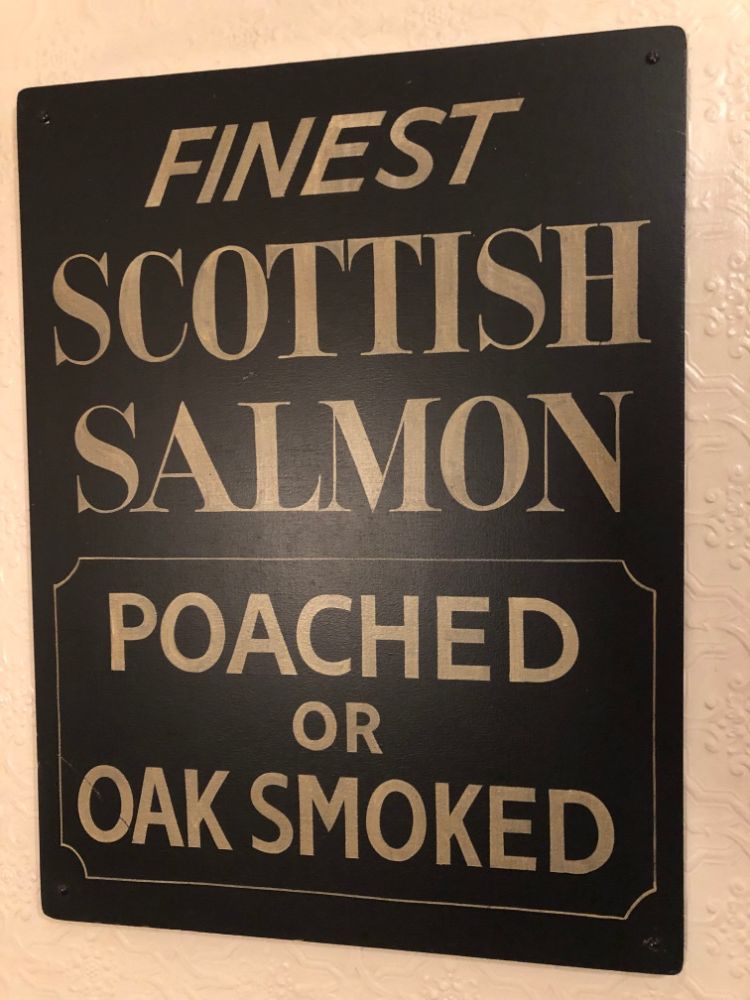 FINEST
SCOTTISH
SALMON
POACHED
OR
OAK SMOKED